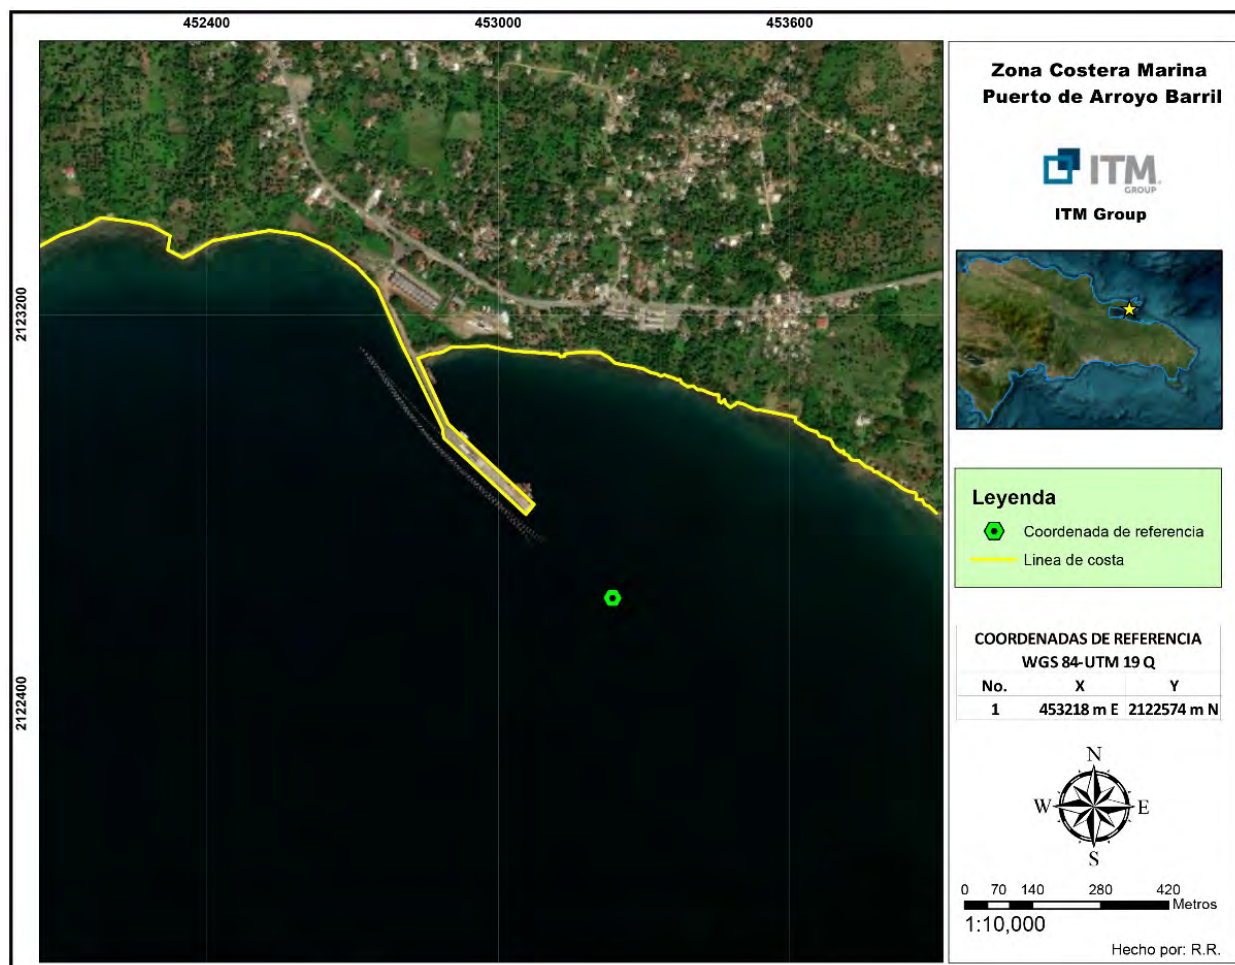 452400
453000
453600
2123200
2122400
Zona Costera Marina
Puerto de Arroyo Barril
ITM
GROUP
ITM Group
Leyenda
Coordenada de referencia
Linea de costa
COORDENADAS DE REFERENCIA
WGS 84-UTM 19 Q
No. X Y
1 453218 m E 2122574 m N
N
W E
S
0 70 140 280 420
Metros
1:10,000
Hecho por: R.R.